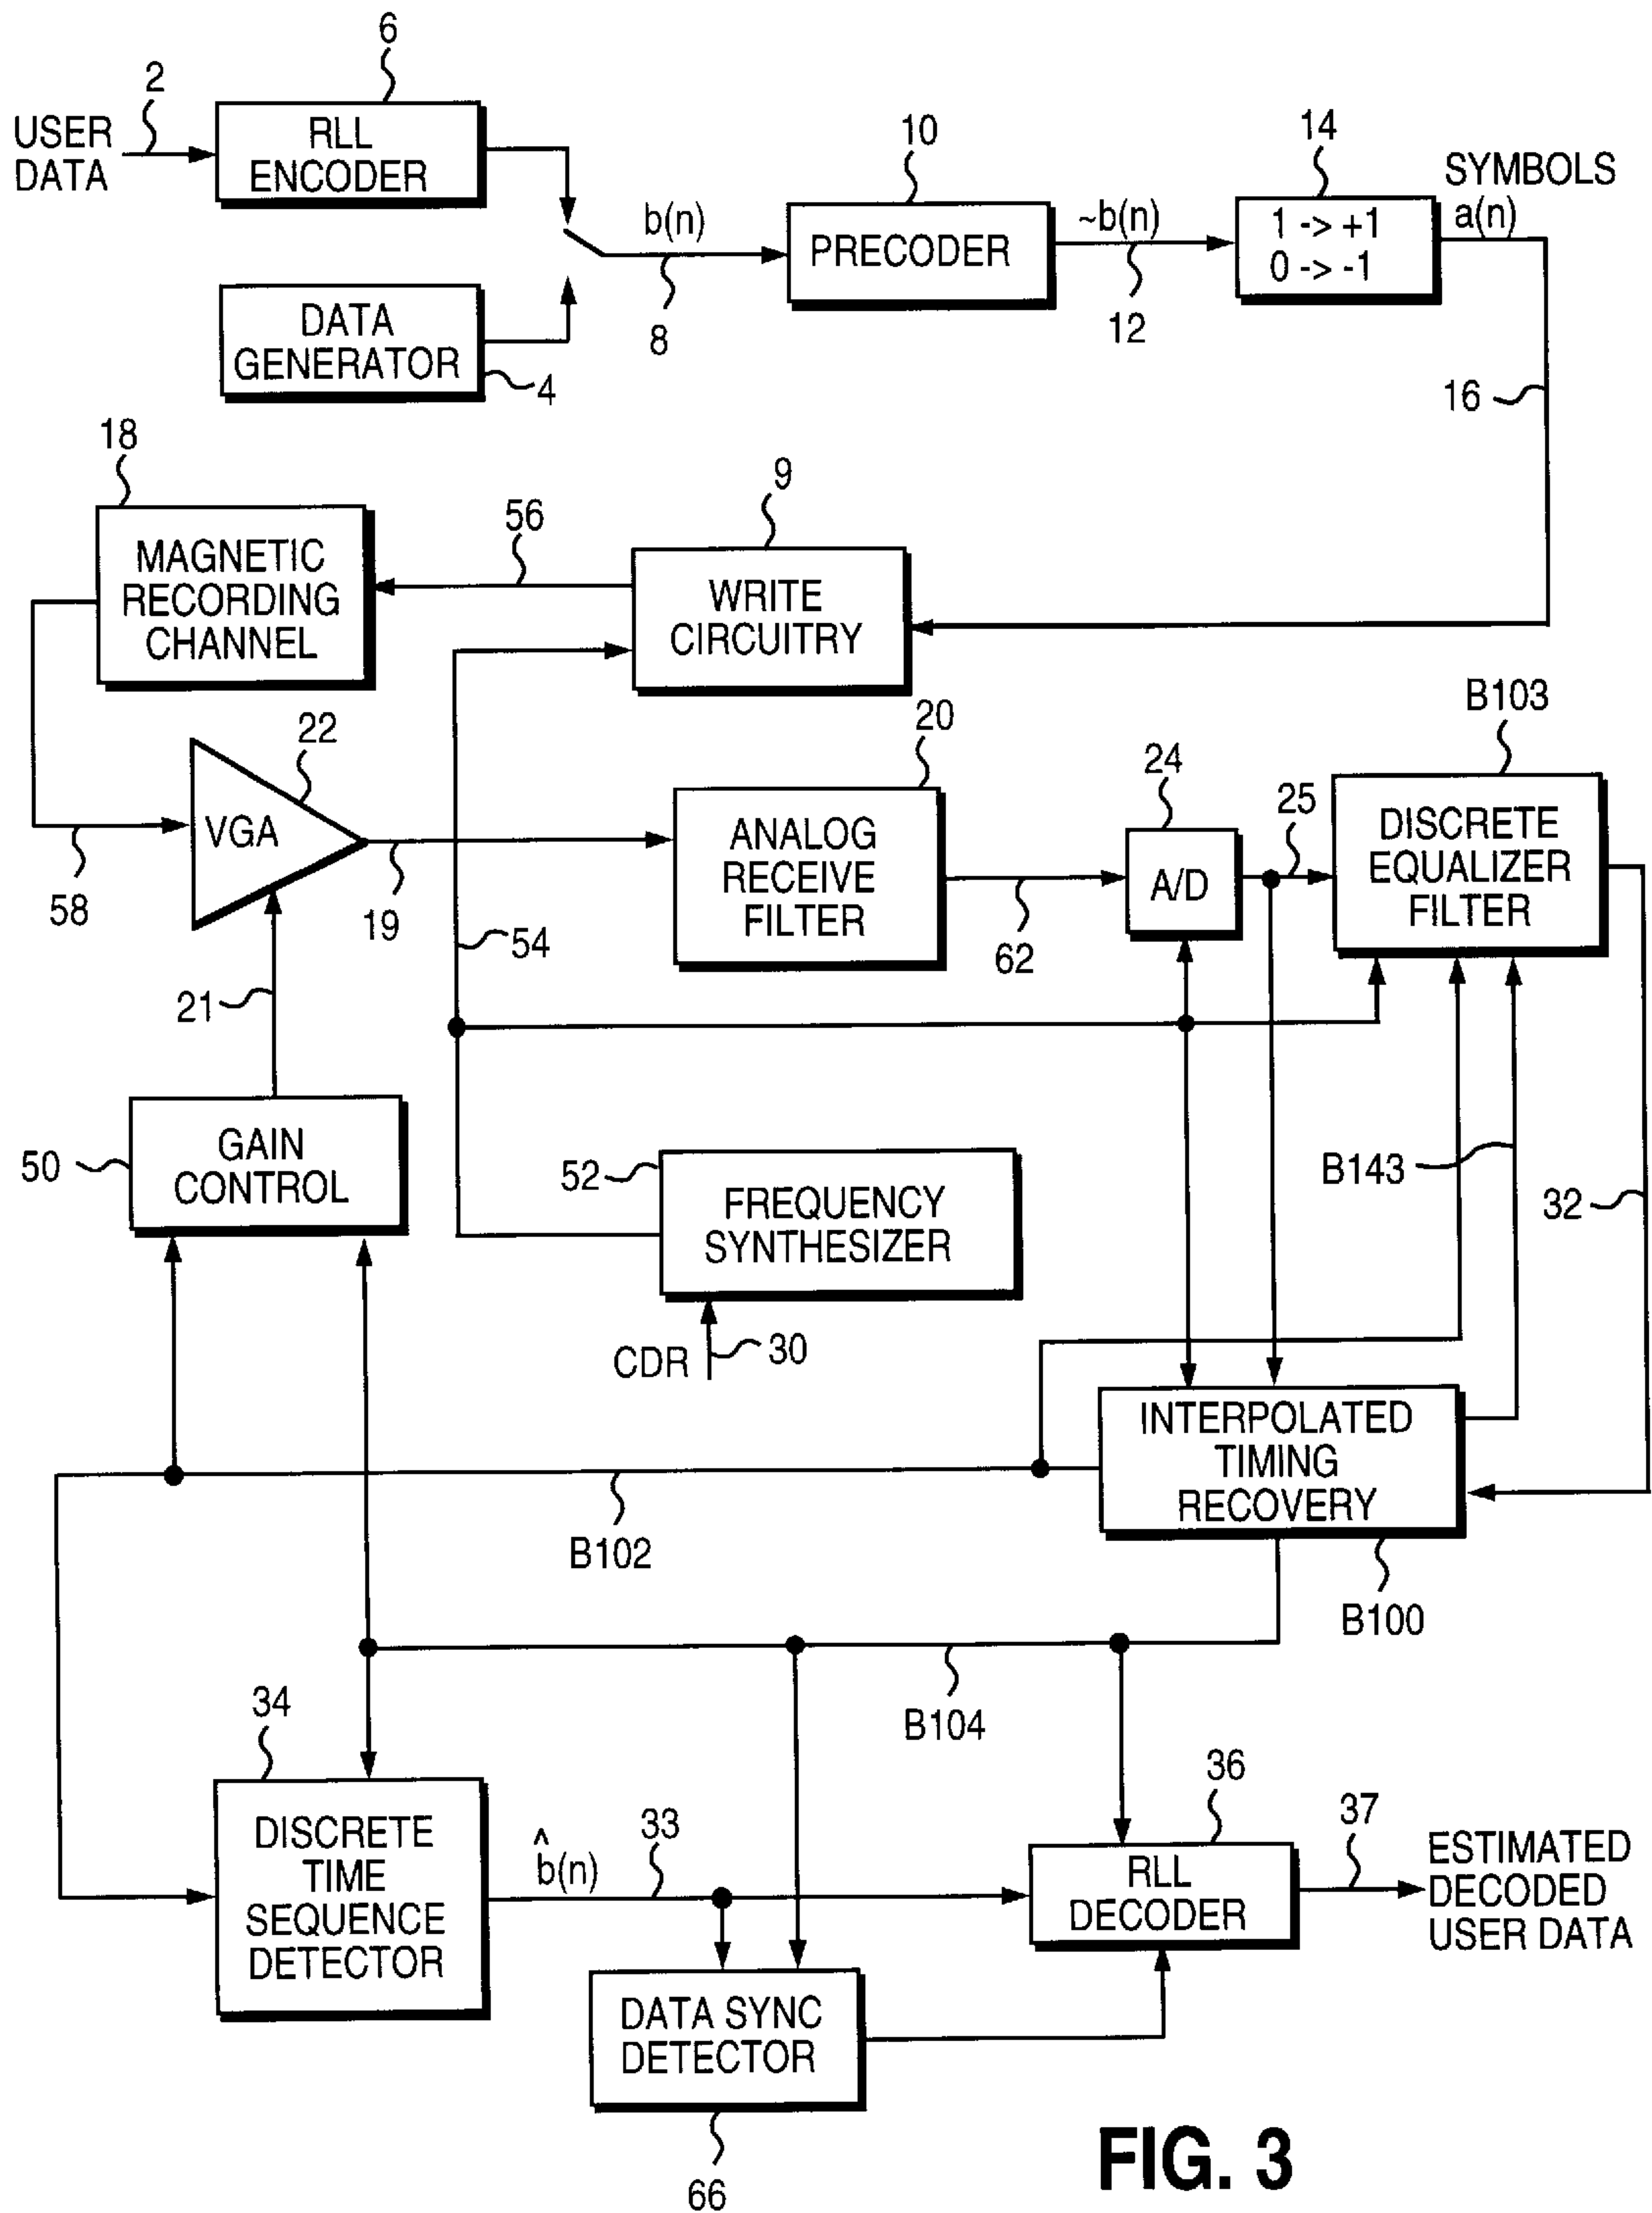 6
2
USER
DATA
RLL
ENCODER
10
14
SYMBOLS
a(n)
b(n)
~b(n)
1 -> +1
0 -> -1
PRECODER
8
12
DATA
GENERATOR
4
16
18
9
56
MAGNETIC
RECORDING
CHANNEL
WRITE
CIRCUITRY
B103
22
20
24
25
VGA
ANALOG
RECEIVE
FILTER
A/D
DISCRETE
EQUALIZER
FILTER
58
19
54
62
21
GAIN
CONTROL
50
52
FREQUENCY
SYNTHESIZER
B143
32
CDR
30
INTERPOLATED
TIMING
RECOVERY
B102
B100
B104
34
36
37
33
DISCRETE
TIME
SEQUENCE
DETECTOR
^
b(n)
RLL
DECODER
ESTIMATED
DECODED
USER DATA
DATA SYNC
DETECTOR
66
FIG. 3